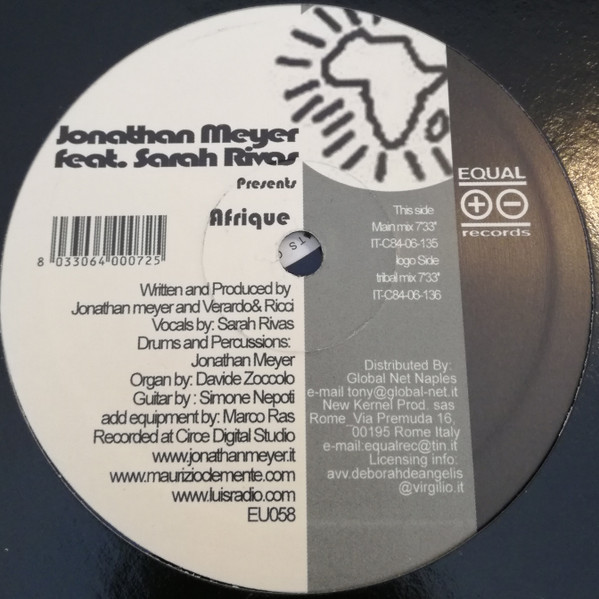 Jonathan Meyer
feat. Sarah Rivas
Presents
Afrique
8 033064 000725
Written and Produced by
Jonathan meyer and Verardo& Ricci
Vocals by: Sarah Rivas
Drums and Percussions:
Jonathan Meyer
Organ by: Davide Zoccolo
Guitar by : Simone Nepoti
add equipment by: Marco Ras
Recorded at Circe Digital Studio
www.jonathanmeyer.it
www.mauriziodemente.com
www.luisradio.com
EU058
This side
Main mix 7'33"
IT-C84-06-135
logo Side
tribal mix 7'33"
IT-C84-06-136
Distributed By:
Global Net Naples
e-mail tony@global-net.it
New Kernel Prod. sas
Rome Via Premuda 16,
00195 Rome Italy
e-mail:equalrec@tin.it
Licensing info:
avv.deborahdeangelis
@virgilio.it
EQUAL
records